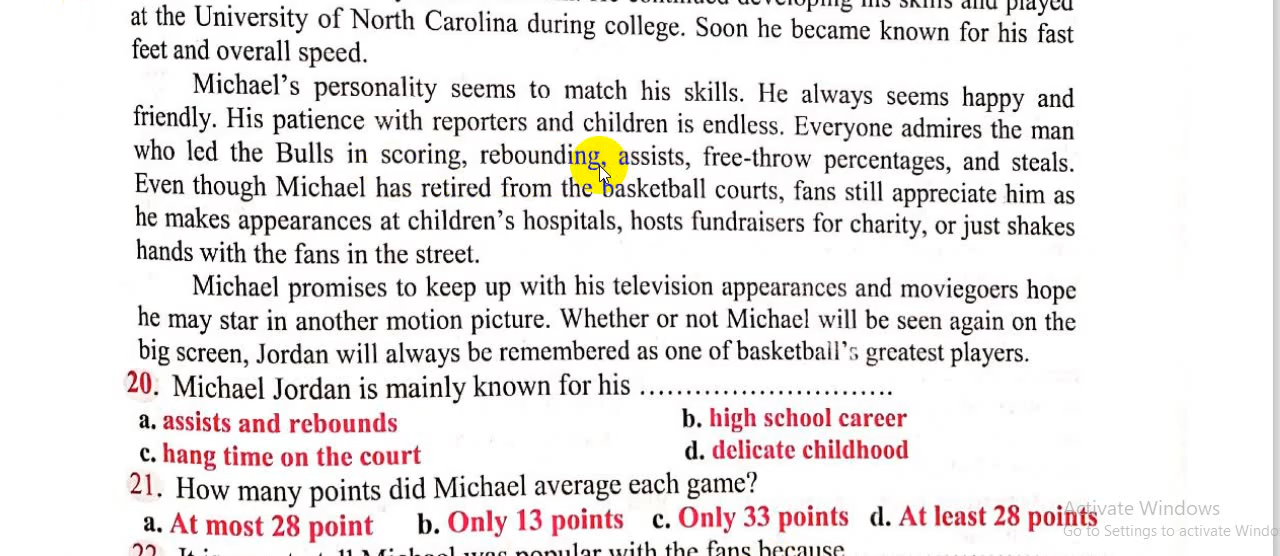 at the University of North Carolina during college. Soon he became known for his fast
feet and overall speed.
Michael's personality seems to match his skills. He always seems happy and
friendly. His patience with reporters and children is endless. Everyone admires the man
who led the Bulls in scoring, rebounding, assists, free-throw percentages, and steals.
Even though Michael has retired from the basketball courts, fans still appreciate him as
he makes appearances at children's hospitals, hosts fundraisers for charity, or just shakes
hands with the fans in the street.
Michael promises to keep up with his television appearances and moviegoers hope
he may star in another motion picture. Whether or not Michael will be seen again on the
big screen, Jordan will always be remembered as one of basketball's greatest players.
20. Michael Jordan is mainly known for his ...........................
a. assists and rebounds b. high school career
c. hang time on the court d. delicate childhood
21. How many points did Michael average each game?
a. At most 28 point b. Only 13 points c. Only 33 points d. At least 28 points
Activate Windows
Go to Settings to activate Windo
popular with the fans because